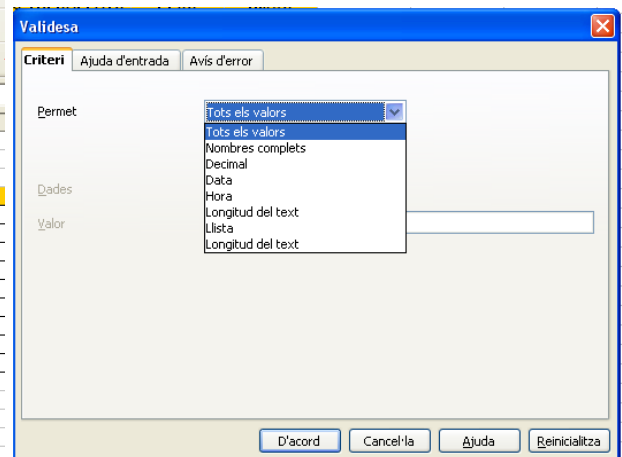 Validesa
Criteri Ajuda d'entrada Avís d'error
Permet Tots els valors
Tots els valors
Nombres complets
Decimal
Data
Hora
Longitud del text
Llista
Longitud del text
Dades
Valor
D'acord Cancel·la Ajuda Reinicialitza